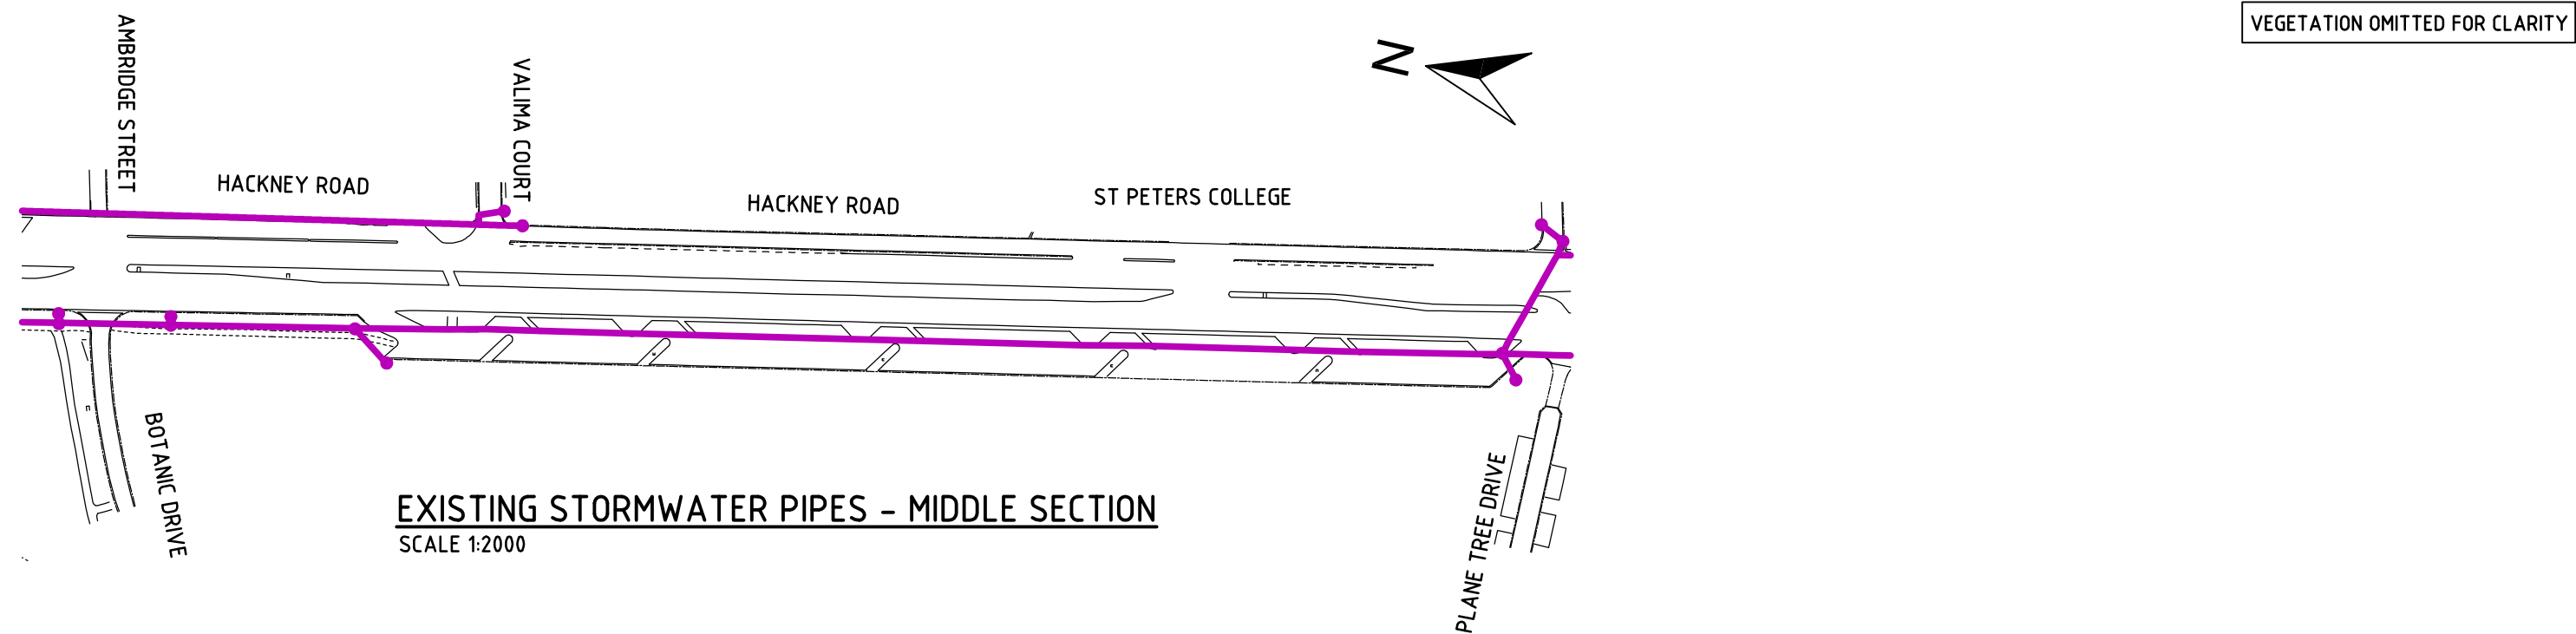 VEGETATION OMITTED FOR CLARITY
AMBRIDGE STREET
VALIMA COURT
N
HACKNEY ROAD
HACKNEY ROAD
ST PETERS COLLEGE
BOTANIC DRIVE
PLANE TREE DRIVE
EXISTING STORMWATER PIPES - MIDDLE SECTION
SCALE 1:2000